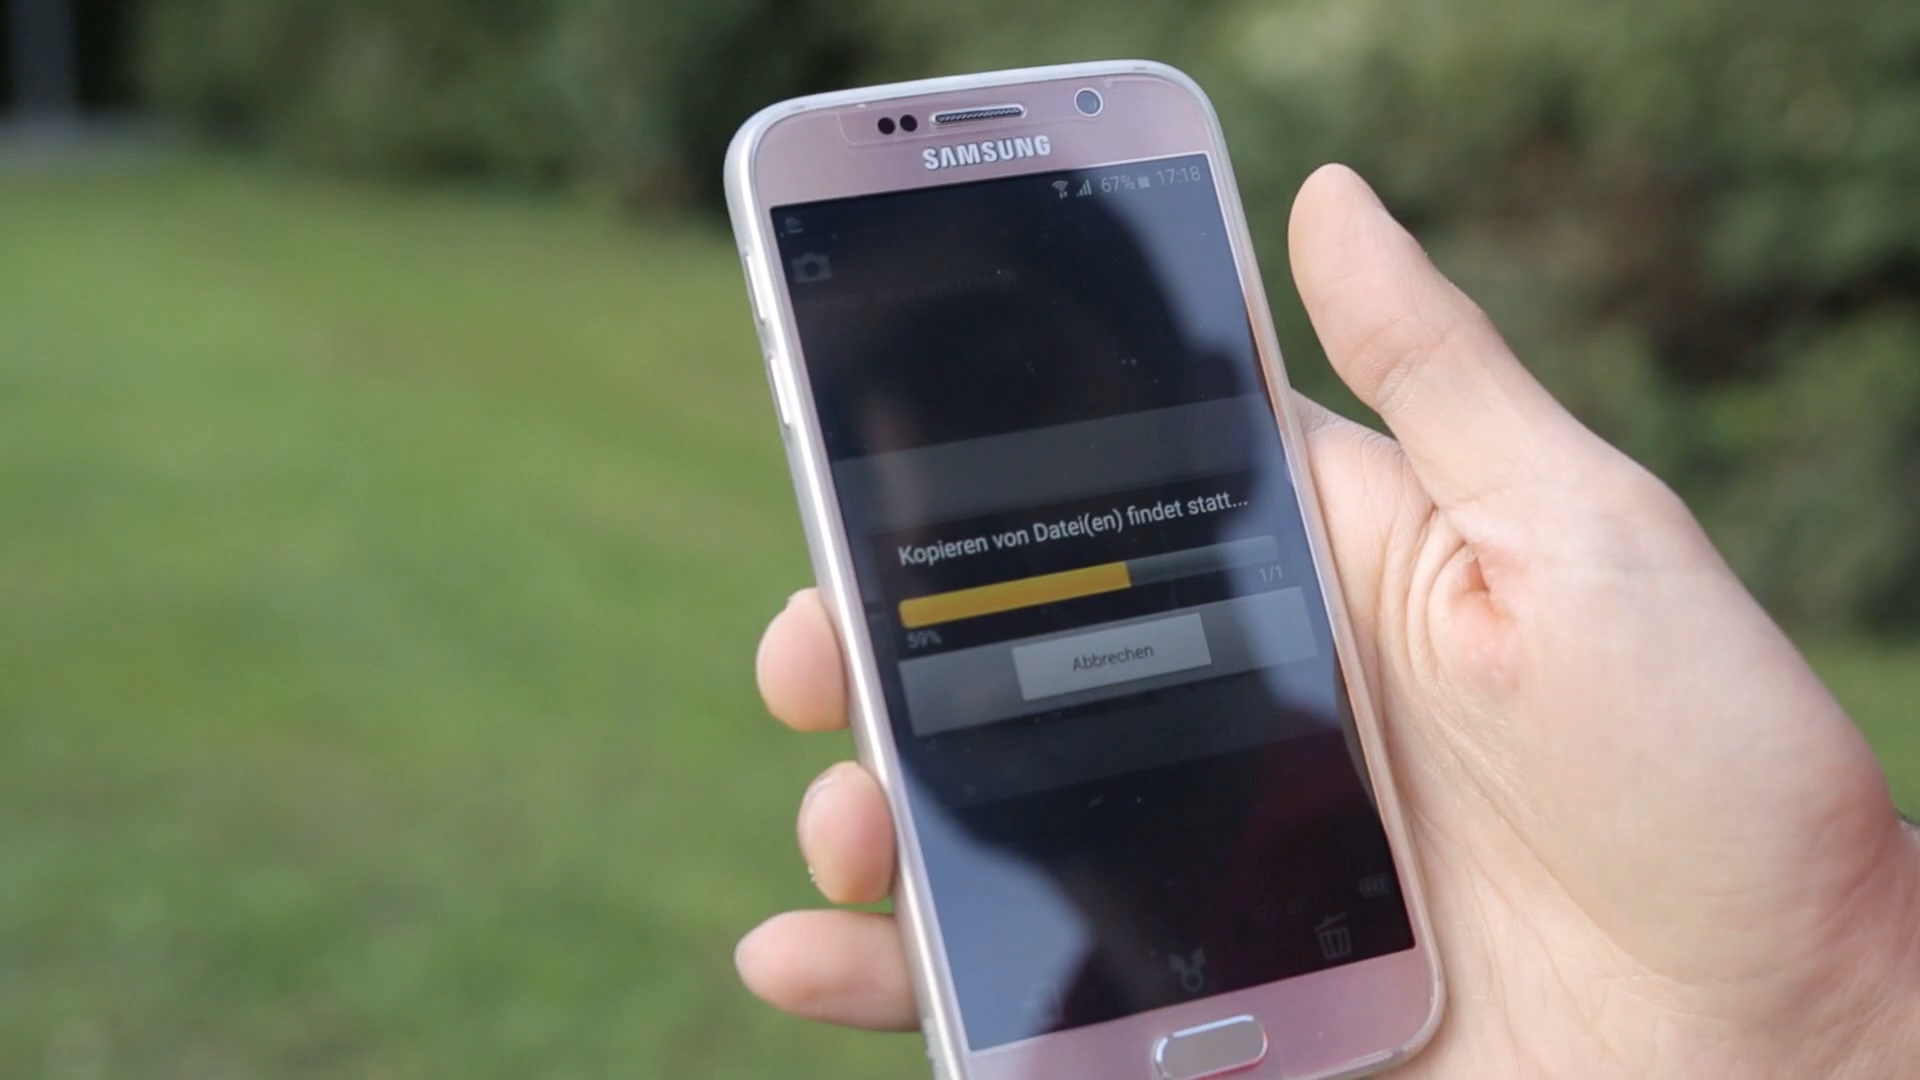 SAMSUNG
67% 17:18
Kopieren von Datei(en) findet statt...
1/1
59%
Abbrechen